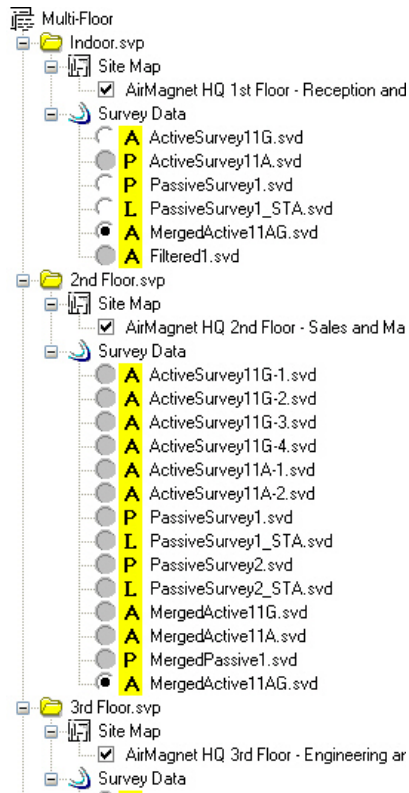 Multi-Floor
Indoor.svp
Site Map
AirMagnet HQ 1st Floor - Reception and
Survey Data
A ActiveSurvey11G.svd
P ActiveSurvey11A.svd
P PassiveSurvey1.svd
L PassiveSurvey1_STA.svd
A MergedActive11AG.svd
A Filtered1.svd
2nd Floor.svp
Site Map
AirMagnet HQ 2nd Floor - Sales and Ma
Survey Data
A ActiveSurvey11G-1.svd
A ActiveSurvey11G-2.svd
A ActiveSurvey11G-3.svd
A ActiveSurvey11G-4.svd
A ActiveSurvey11A-1.svd
A ActiveSurvey11A-2.svd
P PassiveSurvey1.svd
L PassiveSurvey1_STA.svd
P PassiveSurvey2.svd
L PassiveSurvey2_STA.svd
A MergedActive11G.svd
A MergedActive11A.svd
P MergedPassive1.svd
A MergedActive11AG.svd
3rd Floor.svp
Site Map
AirMagnet HQ 3rd Floor - Engineering ar
Survey Data